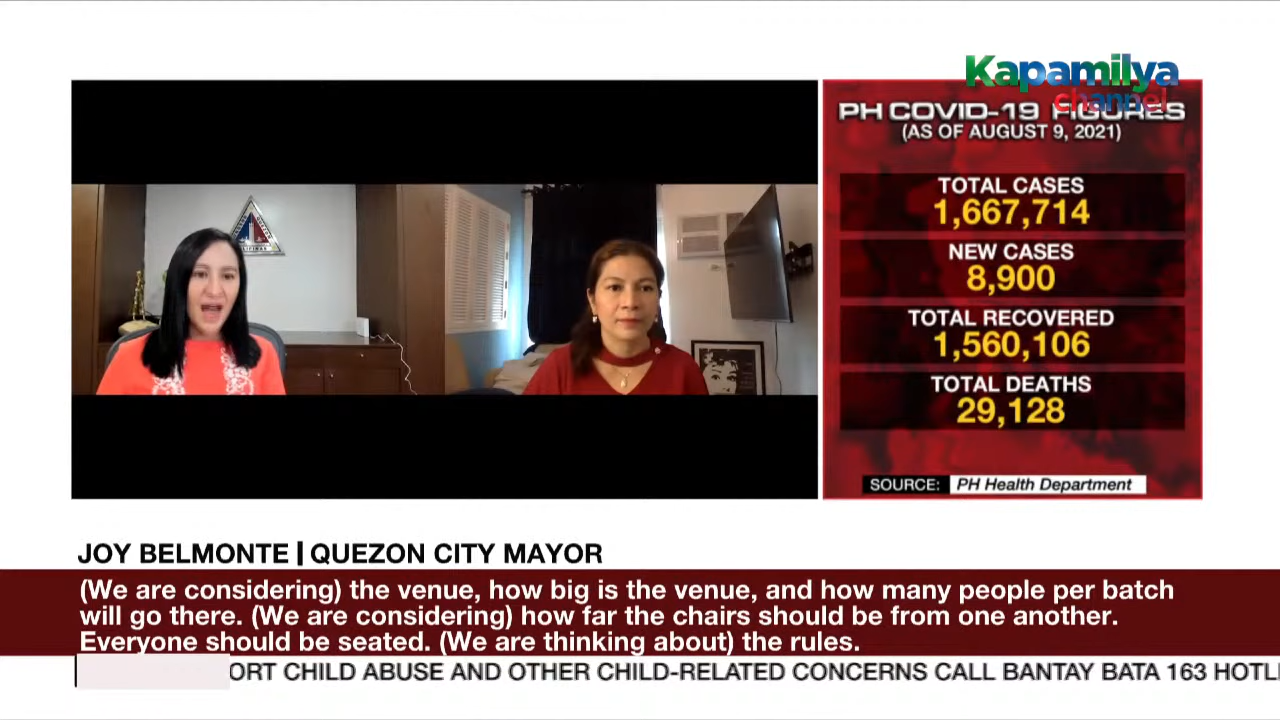 Kapamilya
channel
PH COVID-19 FIGURES
(AS OF AUGUST 9, 2021)
TOTAL CASES
1,667,714
NEW CASES
8,900
TOTAL RECOVERED
1,560,106
TOTAL DEATHS
29,128
SOURCE: PH Health Department
JOY BELMONTE | QUEZON CITY MAYOR
(We are considering) the venue, how big is the venue, and how many people per batch
will go there. (We are considering) how far the chairs should be from one another.
Everyone should be seated. (We are thinking about) the rules.
ORT CHILD ABUSE AND OTHER CHILD-RELATED CONCERNS CALL BANTAY BATA 163 HOTL